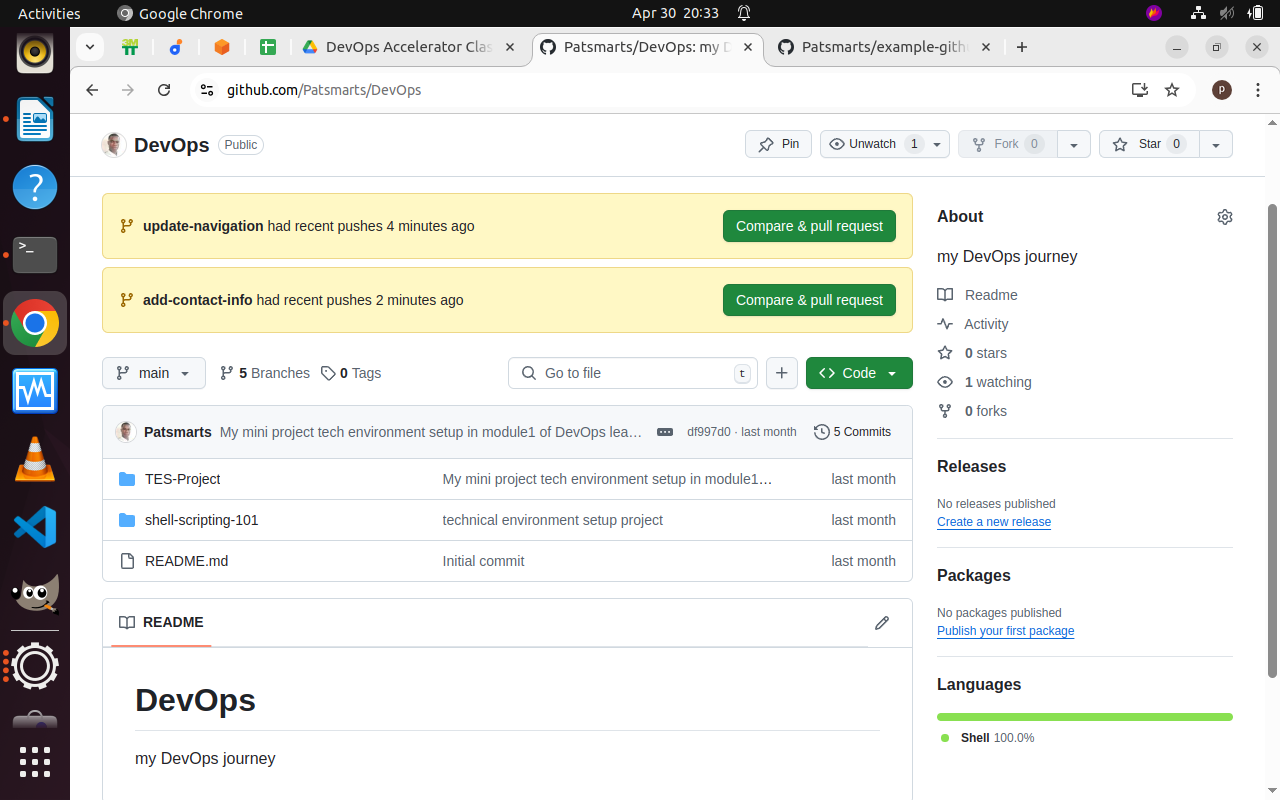 Activities Google Chrome Apr 30 20:33
DevOps Accelerator Clas Patsmarts/DevOps: my D Patsmarts/example-gith
github.com/Patsmarts/DevOps p
DevOps Public Pin Unwatch 1 Fork 0 Star 0
update-navigation had recent pushes 4 minutes ago Compare & pull request
add-contact-info had recent pushes 2 minutes ago Compare & pull request
main 5 Branches 0 Tags Go to file t + Code
Patsmarts My mini project tech environment setup in module1 of DevOps lea… df997d0 · last month 5 Commits
TES-Project My mini project tech environment setup in module1… last month
shell-scripting-101 technical environment setup project last month
README.md Initial commit last month
README
DevOps
my DevOps journey
About
my DevOps journey
Readme
Activity
0 stars
1 watching
0 forks
Releases
No releases published
Create a new release
Packages
No packages published
Publish your first package
Languages
Shell 100.0%